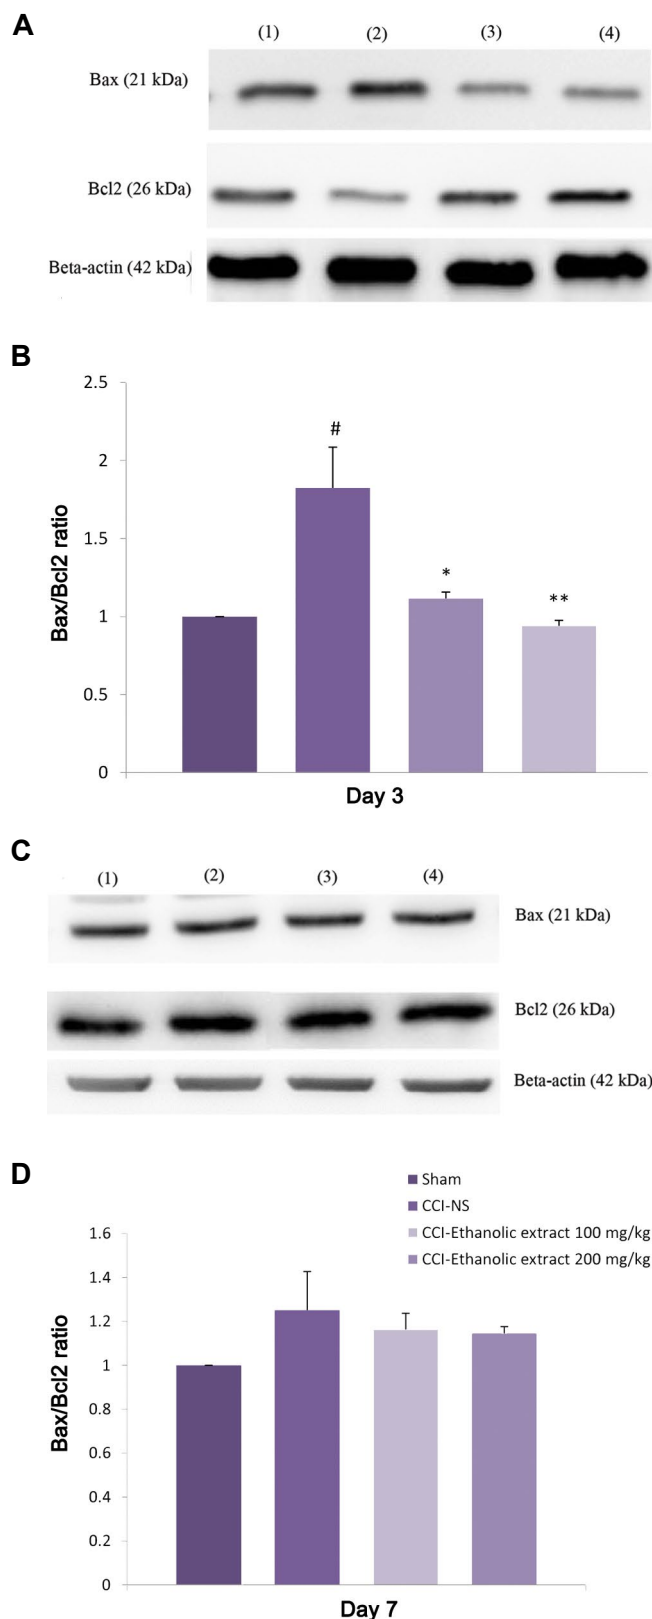 A
(1) (2) (3) (4)
Bax (21 kDa)
Bcl2 (26 kDa)
Beta-actin (42 kDa)
B
2.5
2
1.5
1
0.5
0
Bax/Bcl2 ratio
#
*
**
Day 3
C
(1) (2) (3) (4)
Bax (21 kDa)
Bcl2 (26 kDa)
Beta-actin (42 kDa)
D
Sham
CCI-NS
CCI-Ethanolic extract 100 mg/kg
CCI-Ethanolic extract 200 mg/kg
1.6
1.4
1.2
1
0.8
0.6
0.4
0.2
0
Bax/Bcl2 ratio
Day 7